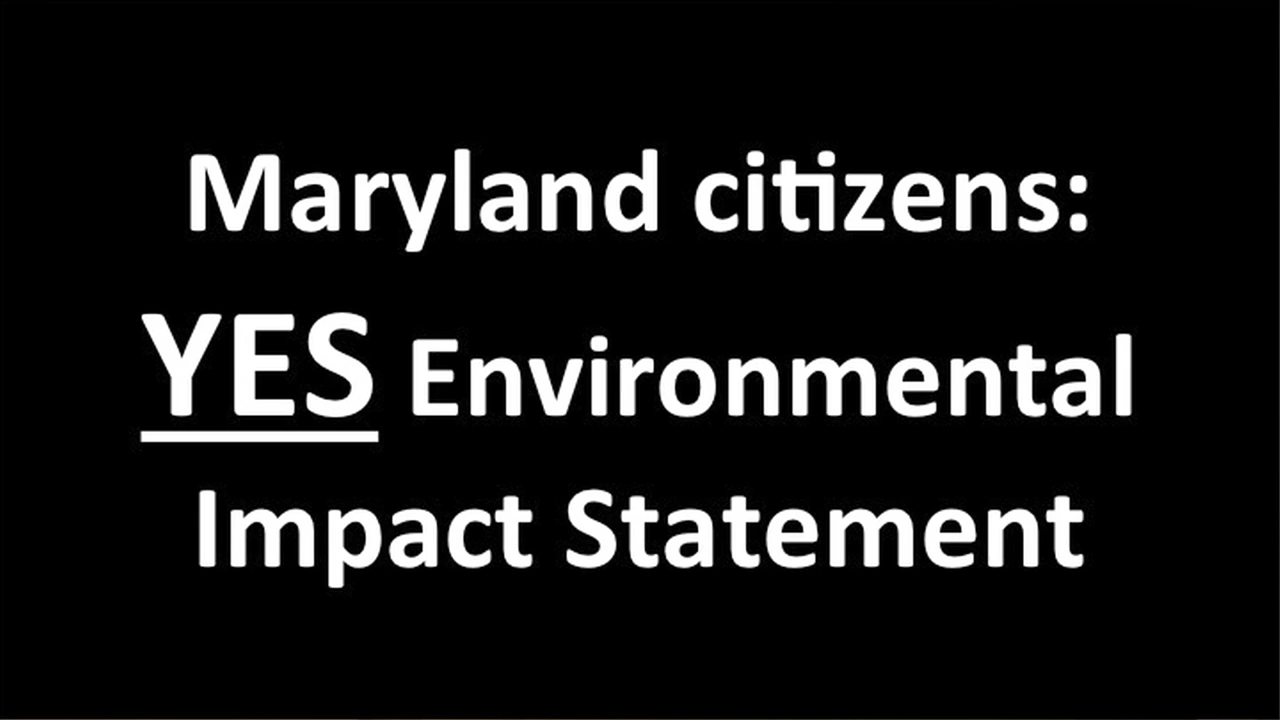 Maryland citizens:
YES Environmental
Impact Statement